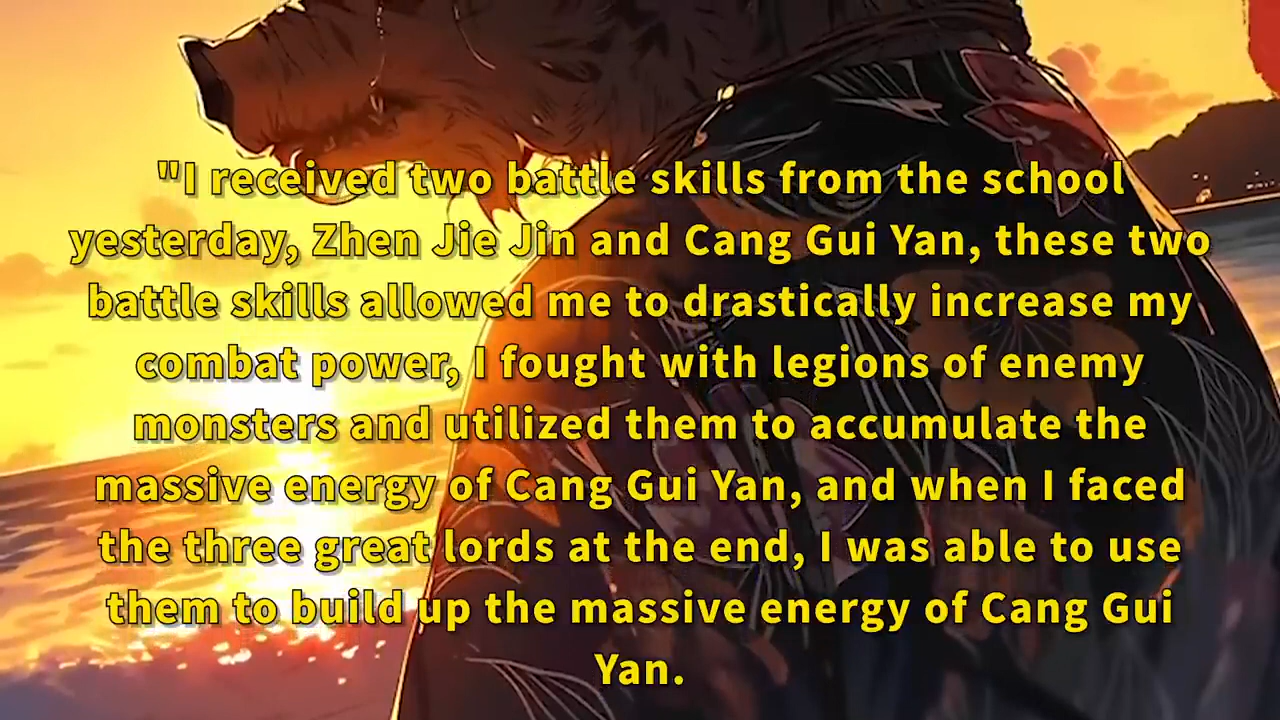 "I received two battle skills from the school
yesterday, Zhen Jie Jin and Cang Gui Yan, these two
battle skills allowed me to drastically increase my
combat power, I fought with legions of enemy
monsters and utilized them to accumulate the
massive energy of Cang Gui Yan, and when I faced
the three great lords at the end, I was able to use
them to build up the massive energy of Cang Gui
Yan.